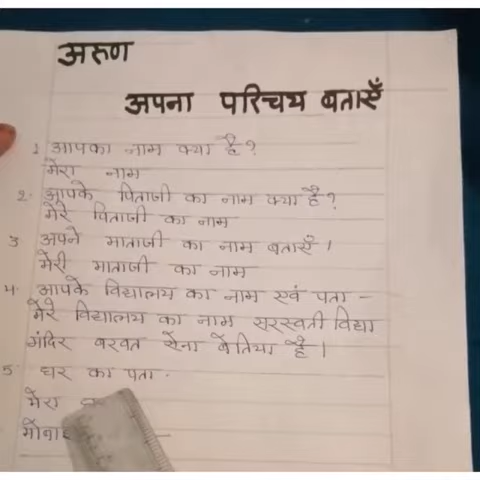 अरुण
अपना परिचय बताएँ
1 आपका नाम क्या है?
मेरा नाम
2. आपके पिताजी का नाम क्या है?
मेरे पिताजी का नाम
3 अपने माताजी का नाम बताएँ।
मेरी माताजी का नाम
4. आपके विद्यालय का नाम एवं पता -
मेरे विद्यालय का नाम सरस्वती विद्या
मंदिर बरवत सेना बेतिया है।
5. घर का पता.
मेरा